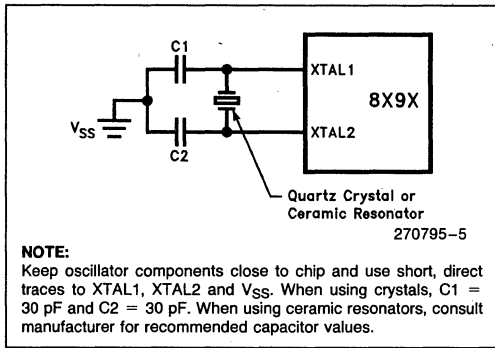 C1
XTAL1
8X9X
VSS
XTAL2
C2
Quartz Crystal or
Ceramic Resonator
270795-5
NOTE:
Keep oscillator components close to chip and use short, direct
traces to XTAL1, XTAL2 and VSS. When using crystals, C1 =
30 pF and C2 = 30 pF. When using ceramic resonators, consult
manufacturer for recommended capacitor values.